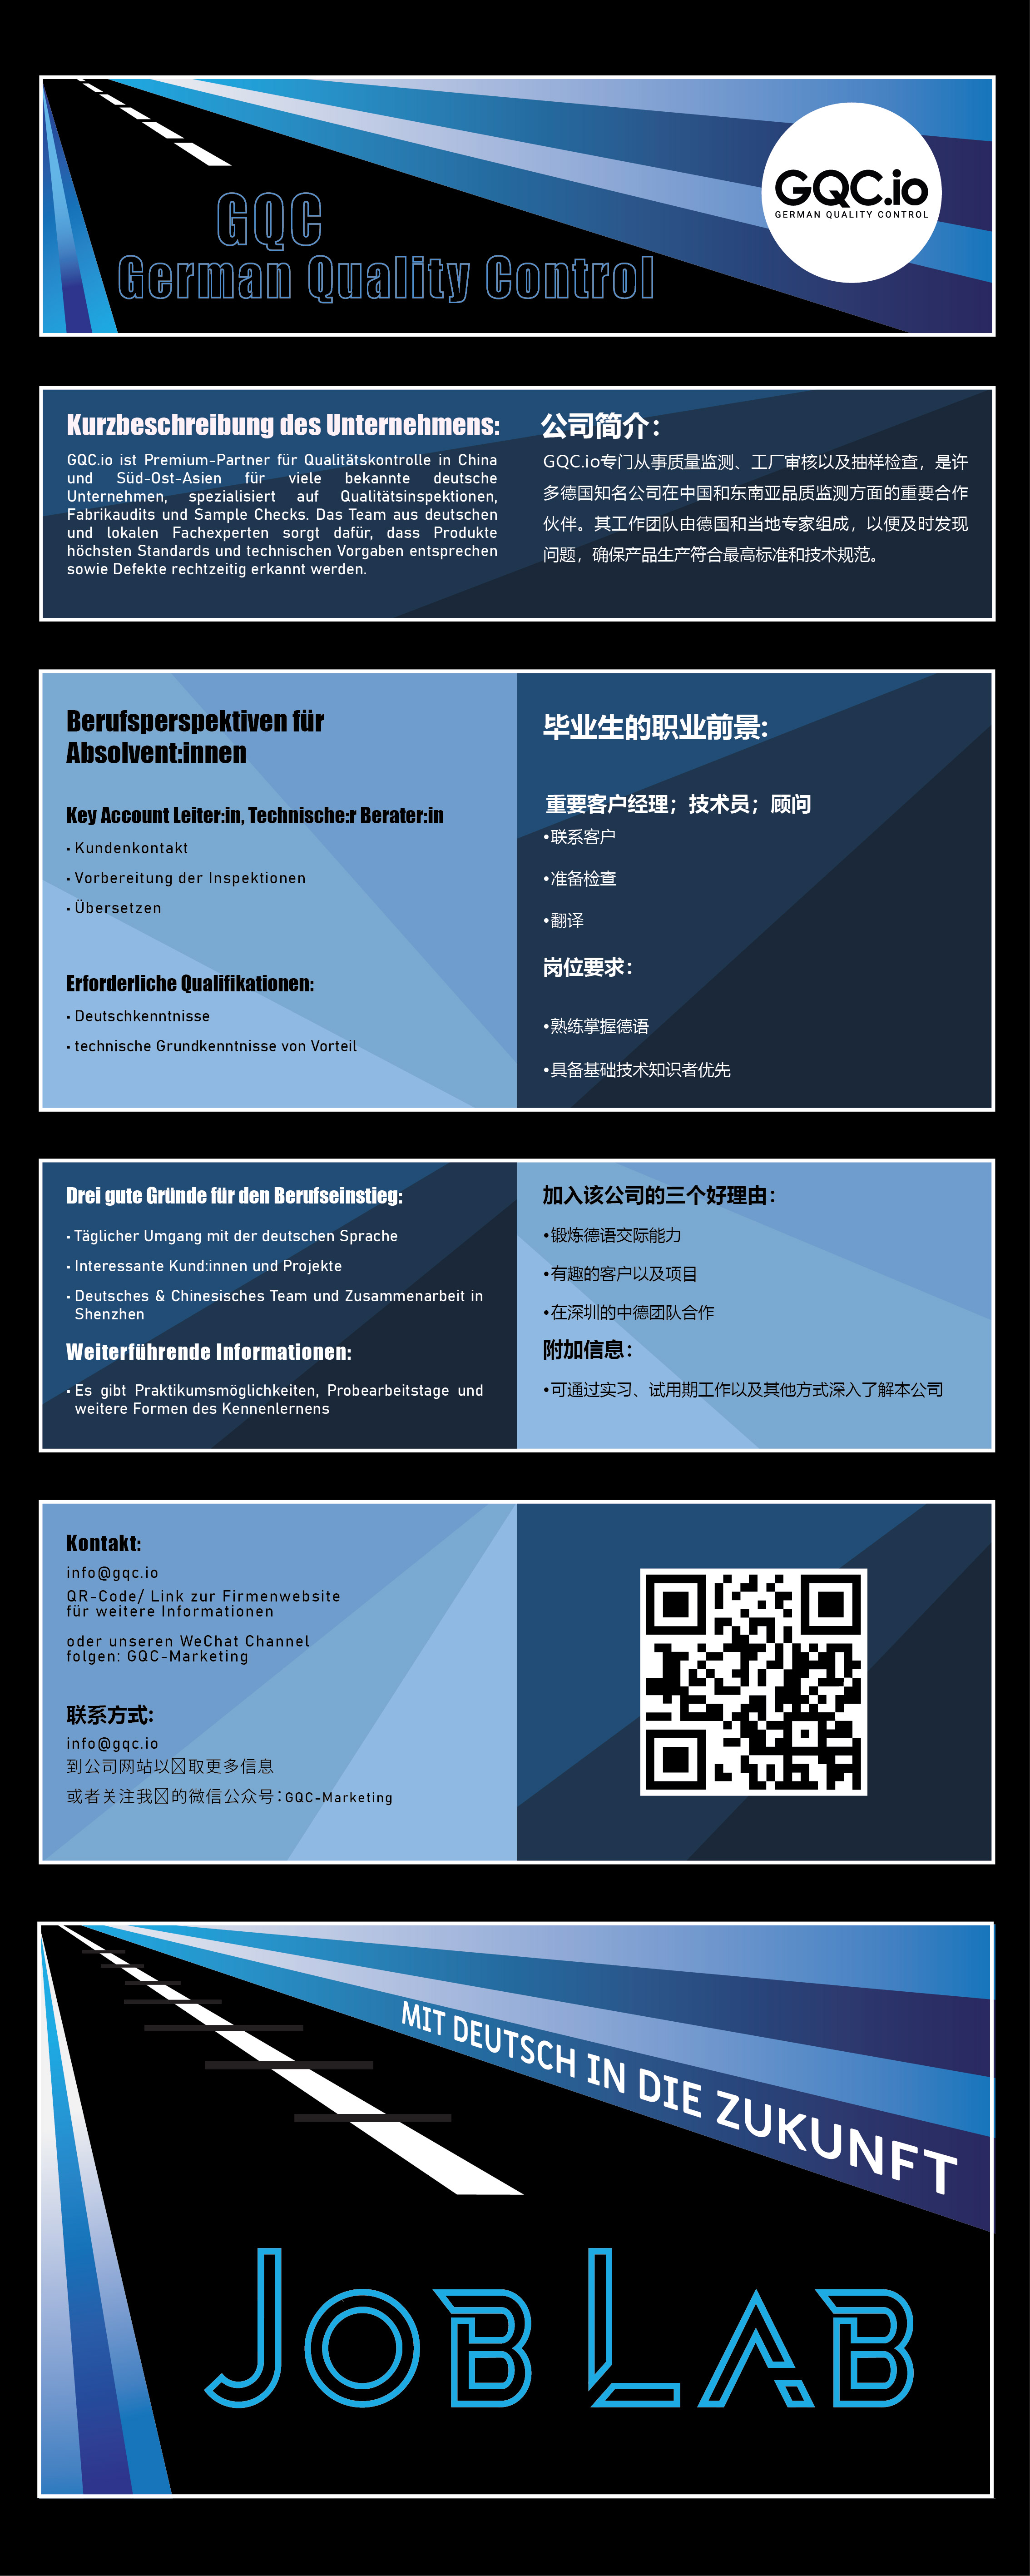 GQC.io
GERMAN QUALITY CONTROL
GQC
German Quality Control
Kurzbeschreibung des Unternehmens:
GQC.io ist Premium-Partner für Qualitätskontrolle in China
und Süd-Ost-Asien für viele bekannte deutsche
Unternehmen, spezialisiert auf Qualitätsinspektionen,
Fabrikaudits und Sample Checks. Das Team aus deutschen
und lokalen Fachexperten sorgt dafür, dass Produkte
höchsten Standards und technischen Vorgaben entsprechen
sowie Defekte rechtzeitig erkannt werden.
公司简介：
GQC.io专门从事质量监测、工厂审核以及抽样检查，是许
多德国知名公司在中国和东南亚品质监测方面的重要合作
伙伴。其工作团队由德国和当地专家组成，以便及时发现
问题，确保产品生产符合最高标准和技术规范。
Berufsperspektiven für
Absolvent:innen
Key Account Leiter:in, Technische:r Berater:in
• Kundenkontakt
• Vorbereitung der Inspektionen
• Übersetzen
Erforderliche Qualifikationen:
• Deutschkenntnisse
• technische Grundkenntnisse von Vorteil
毕业生的职业前景:
重要客户经理；技术员；顾问
•联系客户
•准备检查
•翻译
岗位要求：
•熟练掌握德语
•具备基础技术知识者优先
Drei gute Gründe für den Berufseinstieg:
• Täglicher Umgang mit der deutschen Sprache
• Interessante Kund:innen und Projekte
• Deutsches & Chinesisches Team und Zusammenarbeit in
Shenzhen
Weiterführende Informationen:
• Es gibt Praktikumsmöglichkeiten, Probearbeitstage und
weitere Formen des Kennenlernens
加入该公司的三个好理由：
•锻炼德语交际能力
•有趣的客户以及项目
•在深圳的中德团队合作
附加信息：
•可通过实习、试用期工作以及其他方式深入了解本公司
Kontakt:
info@gqc.io
QR-Code/ Link zur Firmenwebsite
für weitere Informationen
oder unseren WeChat Channel
folgen: GQC-Marketing
联系方式:
info@gqc.io
到公司网站以☒取更多信息
或者关注我☒的微信公众号：GQC-Marketing
MIT DEUTSCH IN DIE ZUKUNFT
JOB LAB